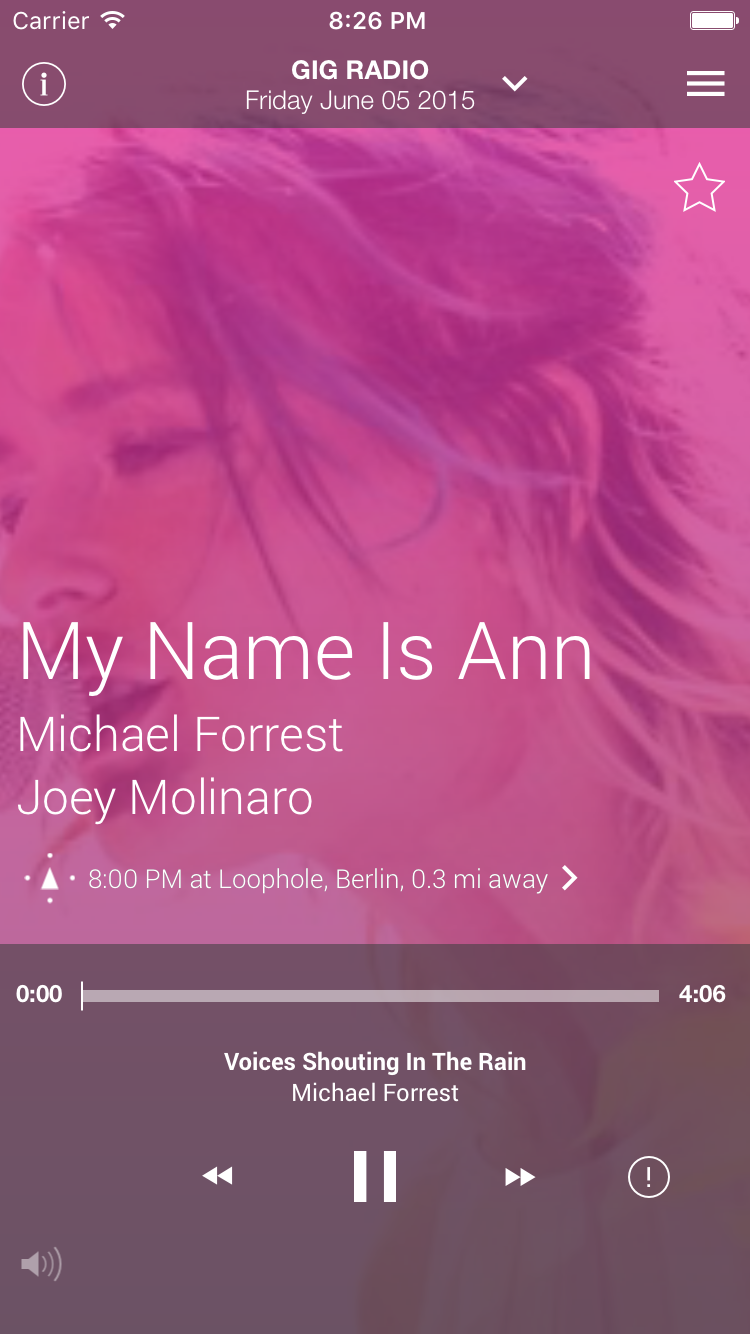 Carrier 8:26 PM
GIG RADIO
Friday June 05 2015
My Name Is Ann
Michael Forrest
Joey Molinaro
8:00 PM at Loophole, Berlin, 0.3 mi away
0:00 4:06
Voices Shouting In The Rain
Michael Forrest